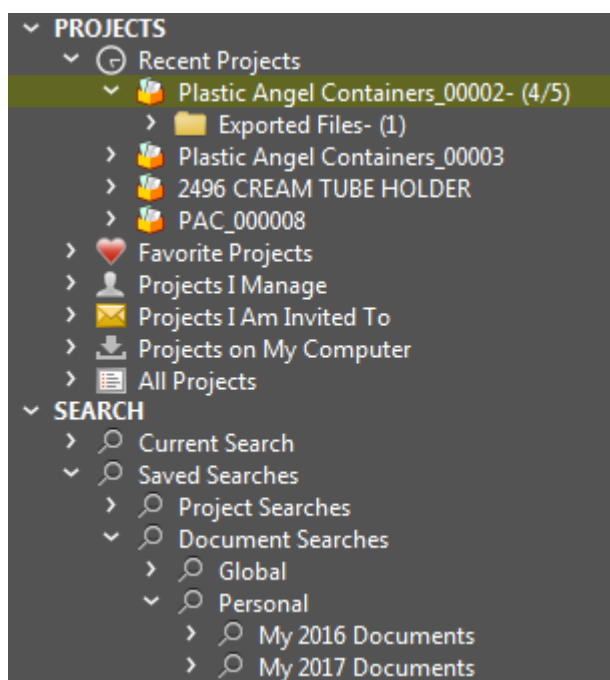 PROJECTS
Recent Projects
Plastic Angel Containers_00002- (4/5)
Exported Files- (1)
Plastic Angel Containers_00003
2496 CREAM TUBE HOLDER
PAC_000008
Favorite Projects
Projects I Manage
Projects I Am Invited To
Projects on My Computer
All Projects
SEARCH
Current Search
Saved Searches
Project Searches
Document Searches
Global
Personal
My 2016 Documents
My 2017 Documents